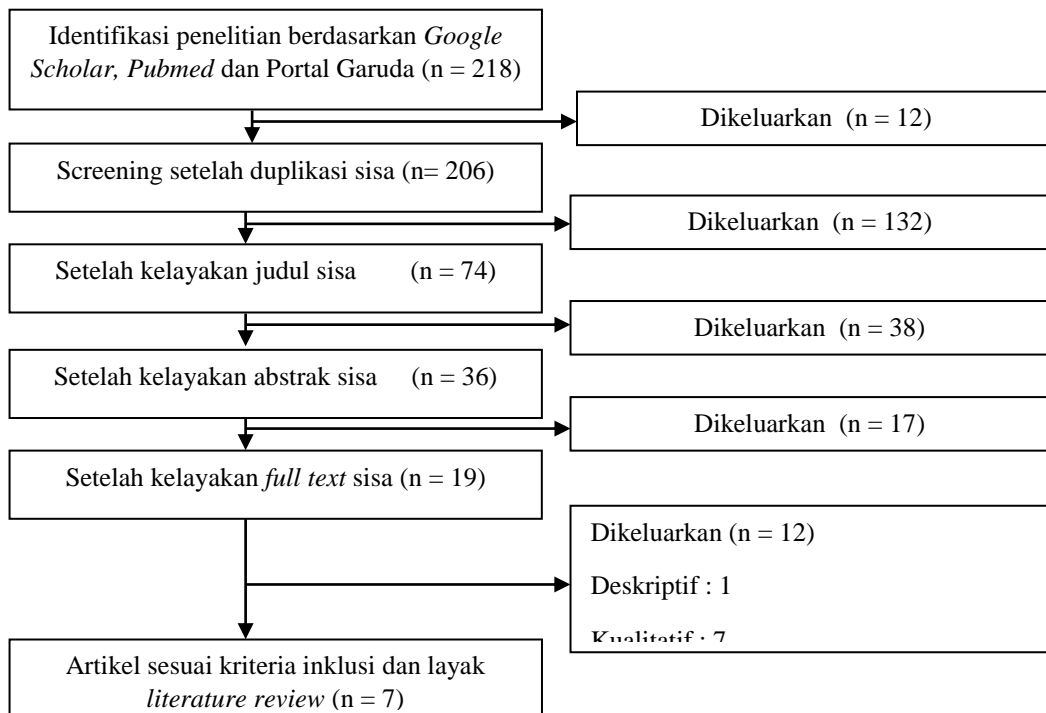 Identifikasi penelitian berdasarkan Google
Scholar, Pubmed dan Portal Garuda (n = 218)
Dikeluarkan (n = 12)
Screening setelah duplikasi sisa (n= 206)
Dikeluarkan (n = 132)
Setelah kelayakan judul sisa (n = 74)
Dikeluarkan (n = 38)
Setelah kelayakan abstrak sisa (n = 36)
Dikeluarkan (n = 17)
Setelah kelayakan full text sisa (n = 19)
Dikeluarkan (n = 12)
Deskriptif : 1
Kualitatif : 7
Artikel sesuai kriteria inklusi dan layak
literature review (n = 7)